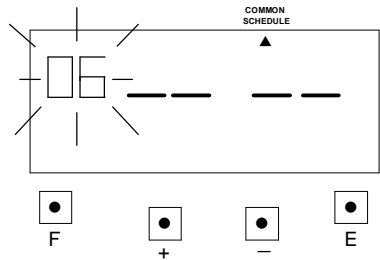 COMMON
SCHEDULE
06 — — — —
F + − E